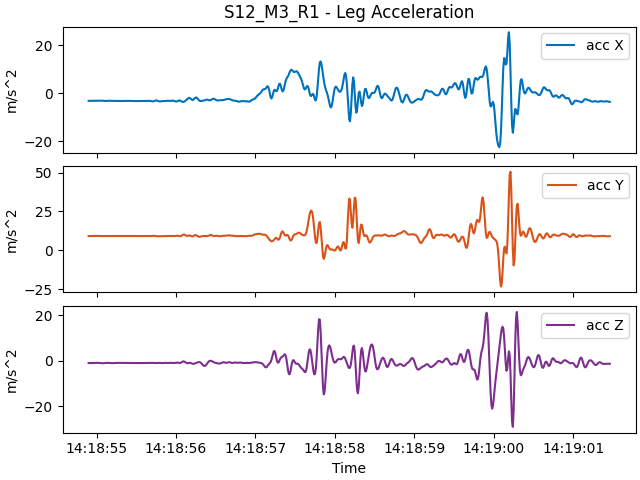 S12_M3_R1 - Leg Acceleration
acc X
20
0
−20
m/s^2
acc Y
50
25
0
−25
m/s^2
acc Z
20
0
−20
m/s^2
14:18:55 14:18:56 14:18:57 14:18:58 14:18:59 14:19:00 14:19:01
Time